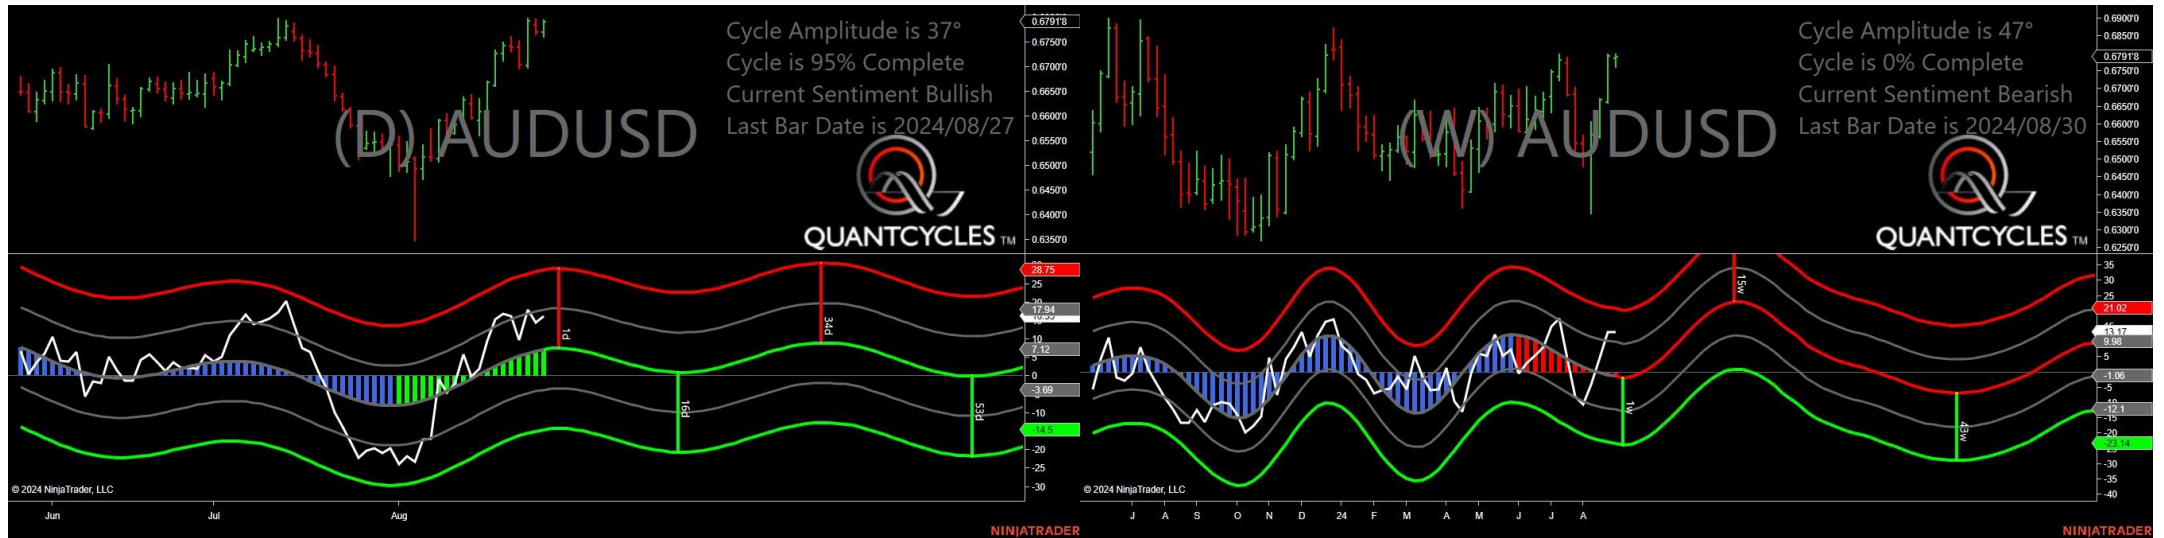 Cycle Amplitude is 37°
Cycle is 95% Complete
Current Sentiment Bullish
Last Bar Date is 2024/08/27
(D) AUDUSD
QUANTCYCLES TM
0.6791'8
0.6750'0
0.6700'0
0.6650'0
0.6600'0
0.6550'0
0.6500'0
0.6450'0
0.6400'0
0.6350'0
28.75
25
20
17.94
10
7.12
5
0
-3.69
-10
-14.5
-20
-25
-30
1d
16d
34d
53d
© 2024 NinjaTrader, LLC
Jun Jul Aug
NINJATRADER
Cycle Amplitude is 47°
Cycle is 0% Complete
Current Sentiment Bearish
Last Bar Date is 2024/08/30
(W) AUDUSD
QUANTCYCLES TM
0.6900'0
0.6850'0
0.6791'8
0.6750'0
0.6700'0
0.6650'0
0.6600'0
0.6550'0
0.6500'0
0.6450'0
0.6400'0
0.6350'0
0.6300'0
0.6250'0
35
30
25
21.02
13.17
9.98
5
-1.06
-5
-12.1
-20
-23.14
-30
-35
-40
1w
15w
43w
© 2024 NinjaTrader, LLC
J A S O N D 24 F M A M J J A
NINJATRADER